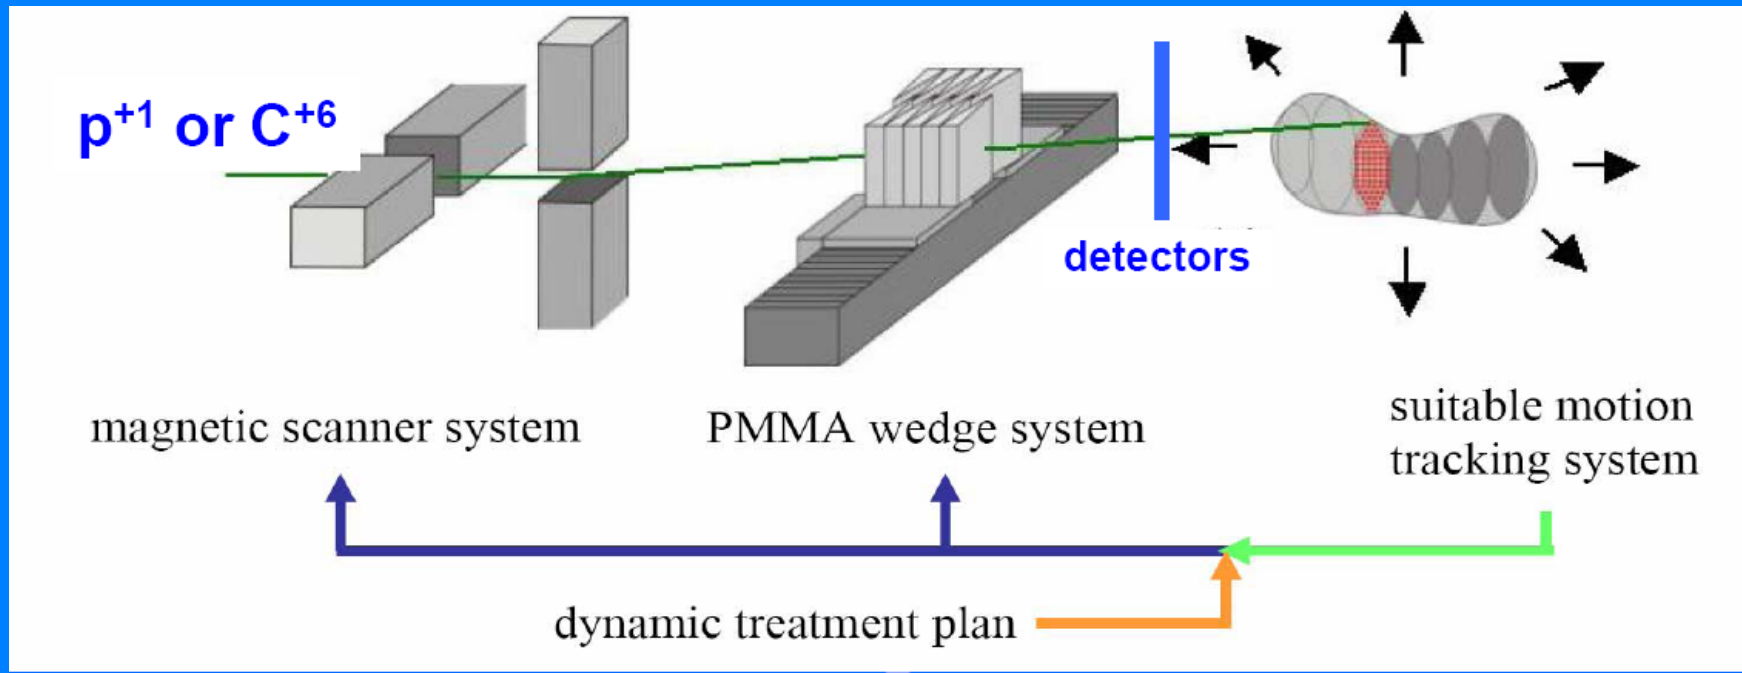 p+1 or C+6
detectors
magnetic scanner system
PMMA wedge system
suitable motion
tracking system
dynamic treatment plan